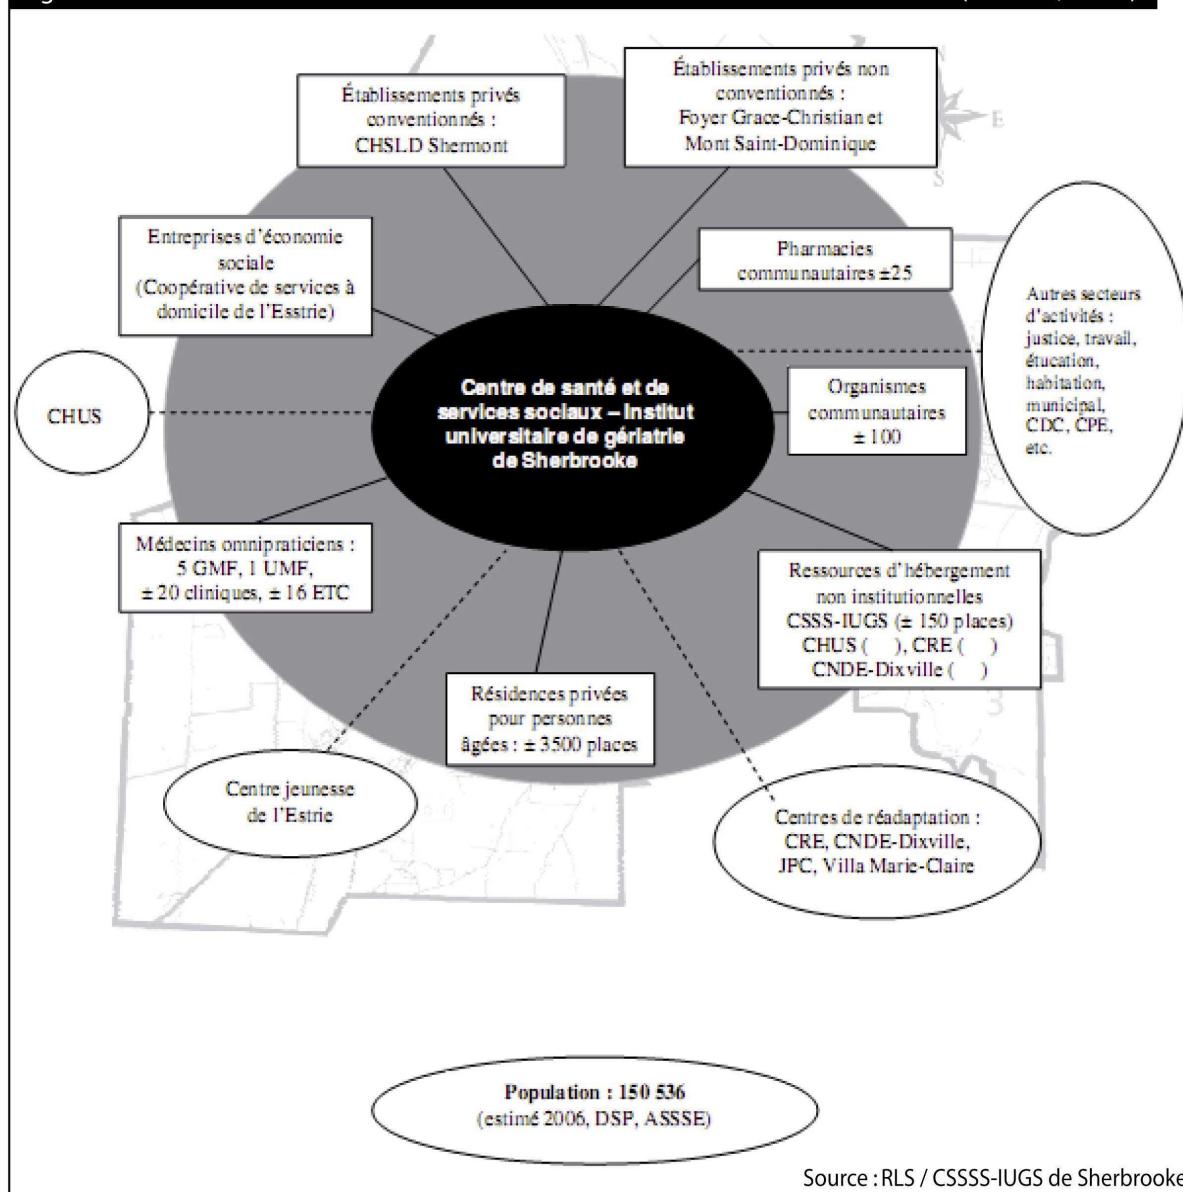 Établissements privés
conventionnés :
CHSLD Shermont
Établissements privés non
conventionnés :
Foyer Grace-Christian et
Mont Saint-Dominique
E
S
Entreprises d'économie
sociale
(Coopérative de services à
domicile de l'Esstrie)
Pharmacies
communautaires ±25
Autres secteurs
d'activités :
justice, travail,
étucation,
habitation,
municipal,
CDC, CPE,
etc.
CHUS
Centre de santé et de
services sociaux – Institut
universitaire de gériatrie
de Sherbrooke
Organismes
communautaires
± 100
Médecins omnipraticiens :
5 GMF, 1 UMF,
± 20 cliniques, ± 16 ETC
Ressources d'hébergement
non institutionnelles
CSSS-IUGS (± 150 places)
CHUS (    ), CRE (    )
CNDE-Dixville (    )
Résidences privées
pour personnes
âgées : ± 3500 places
3
Centre jeunesse
de l'Estrie
Centres de réadaptation :
CRE, CNDE-Dixville,
JPC, Villa Marie-Claire
Population : 150 536
(estimé 2006, DSP, ASSSE)
Source : RLS / CSSSS-IUGS de Sherbrooke